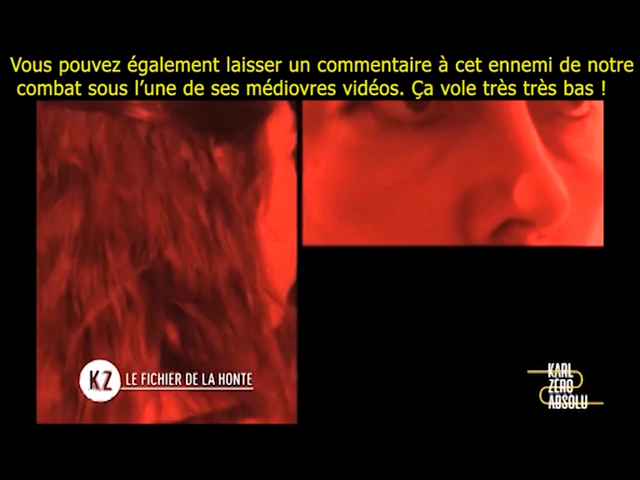 Vous pouvez également laisser un commentaire à cet ennemi de notre
combat sous l'une de ses médiovres vidéos. Ça vole très très bas !
KZ LE FICHIER DE LA HONTE
KARL
ZÉRO
ABSOLU